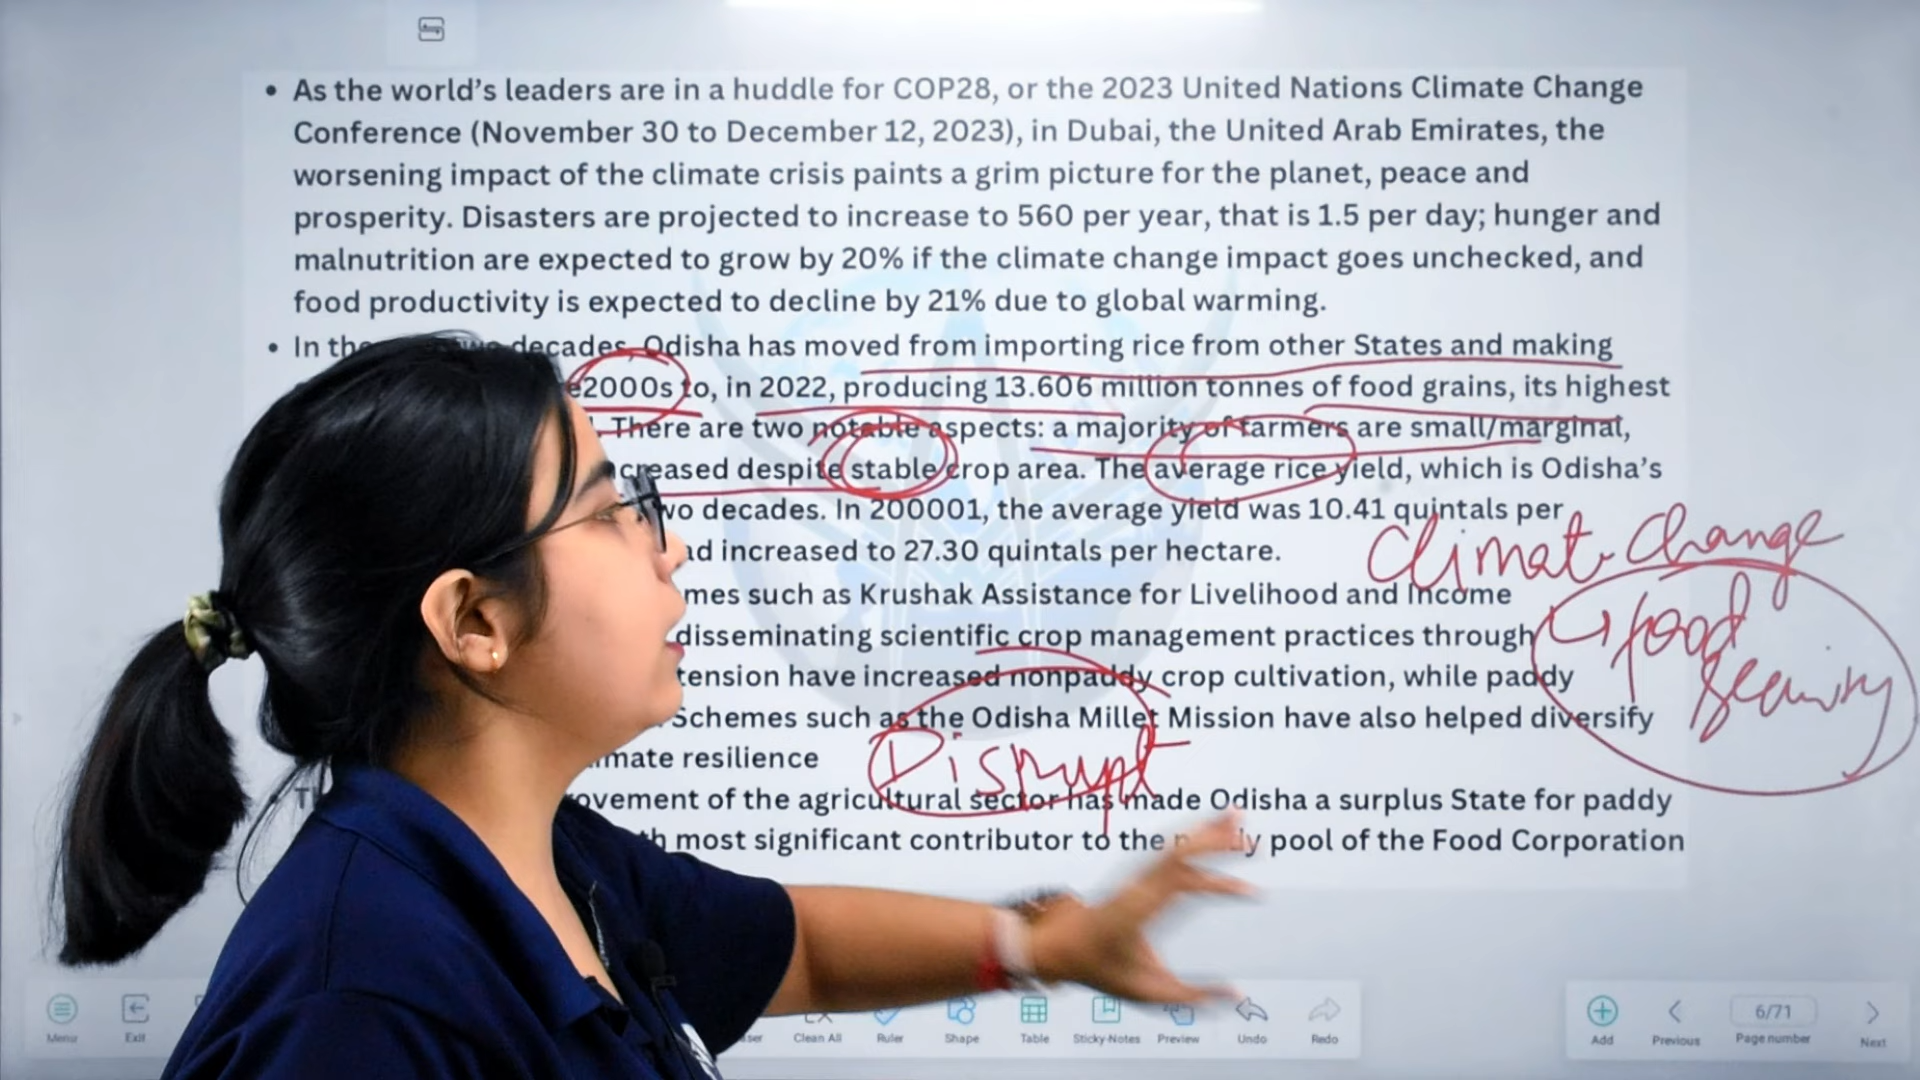 • As the world's leaders are in a huddle for COP28, or the 2023 United Nations Climate Change
Conference (November 30 to December 12, 2023), in Dubai, the United Arab Emirates, the
worsening impact of the climate crisis paints a grim picture for the planet, peace and
prosperity. Disasters are projected to increase to 560 per year, that is 1.5 per day; hunger and
malnutrition are expected to grow by 20% if the climate change impact goes unchecked, and
food productivity is expected to decline by 21% due to global warming.
• In decades, Odisha has moved from importing rice from other States and making
2000s to, in 2022, producing 13.606 million tonnes of food grains, its highest
There are two notable aspects: a majority of farmers are small/marginal,
despite stable crop area. The average rice yield, which is Odisha's
decades. In 200001, the average yield was 10.41 quintals per
increased to 27.30 quintals per hectare.
Climate Change
such as Krushak Assistance for Livelihood and Income
disseminating scientific crop management practices through
food
have increased nonpaddy crop cultivation, while paddy
security
Schemes such as the Odisha Millet Mission have also helped diversify
resilience
Disrupt
of the agricultural sector has made Odisha a surplus State for paddy
most significant contributor to the pool of the Food Corporation
Menu
Exit
Clean All
Ruler
Shape
Table
Sticky-Notes
Preview
Undo
Redo
Add
Previous
6/71
Page number
Next